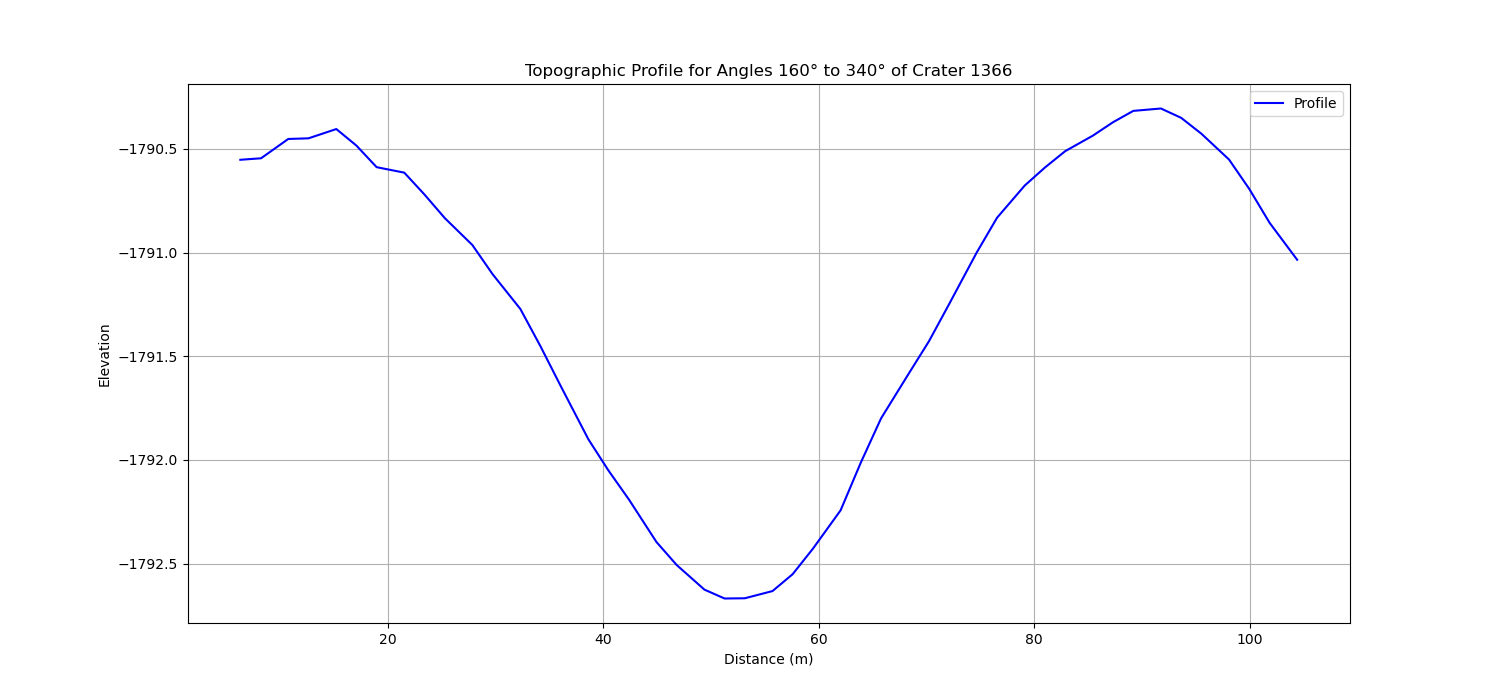 Topographic Profile for Angles 160° to 340° of Crater 1366
Profile
Elevation
−1790.5
−1791.0
−1791.5
−1792.0
−1792.5
20 40 60 80 100
Distance (m)